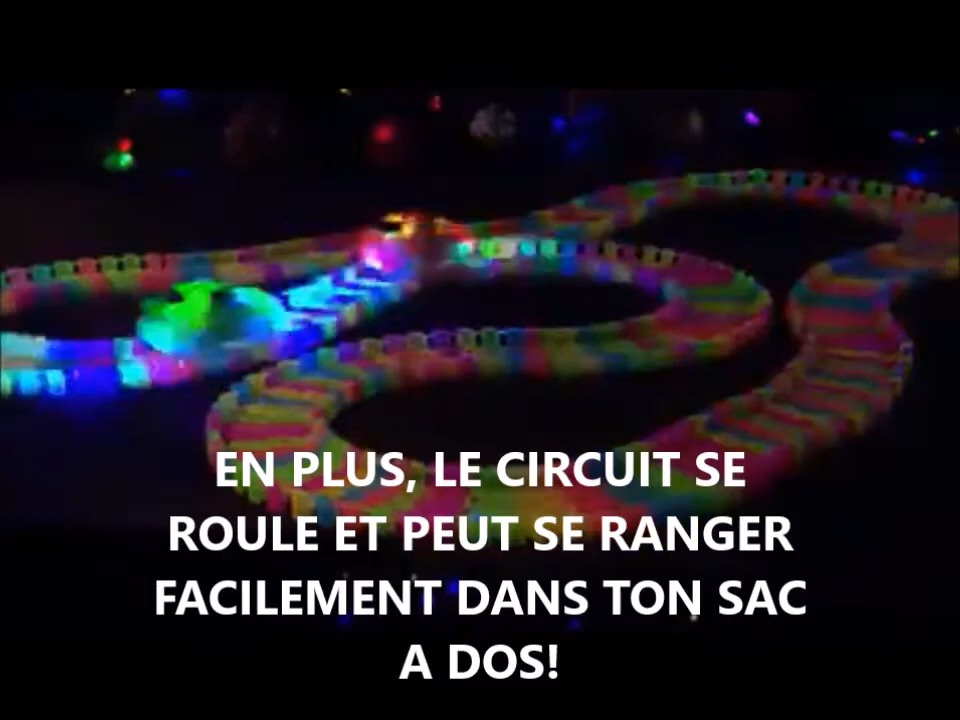 EN PLUS, LE CIRCUIT SE
ROULE ET PEUT SE RANGER
FACILEMENT DANS TON SAC
A DOS!